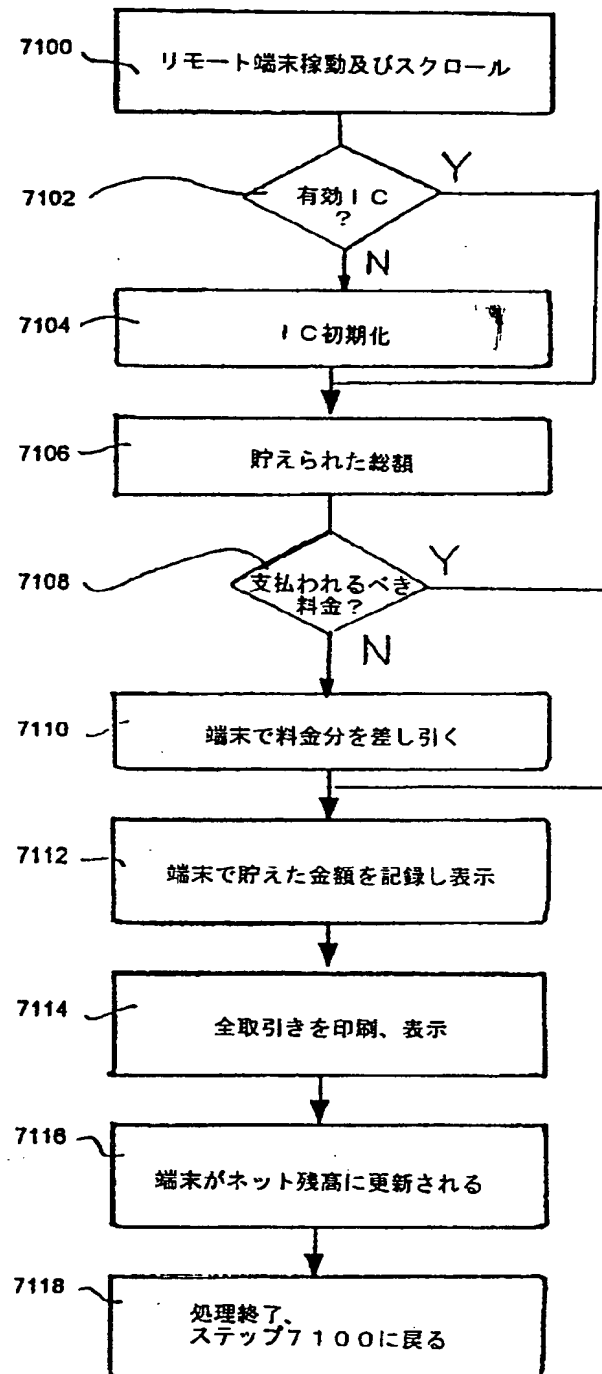 7100
リモート端末稼動及びスクロール
7102
有効IC
?
Y
N
7104
IC初期化
7106
貯えられた総額
7108
支払われるべき
料金?
Y
N
7110
端末で料金分を差し引く
7112
端末で貯えた金額を記録し表示
7114
全取引きを印刷、表示
7116
端末がネット残高に更新される
7118
処理終了、
ステップ7100に戻る